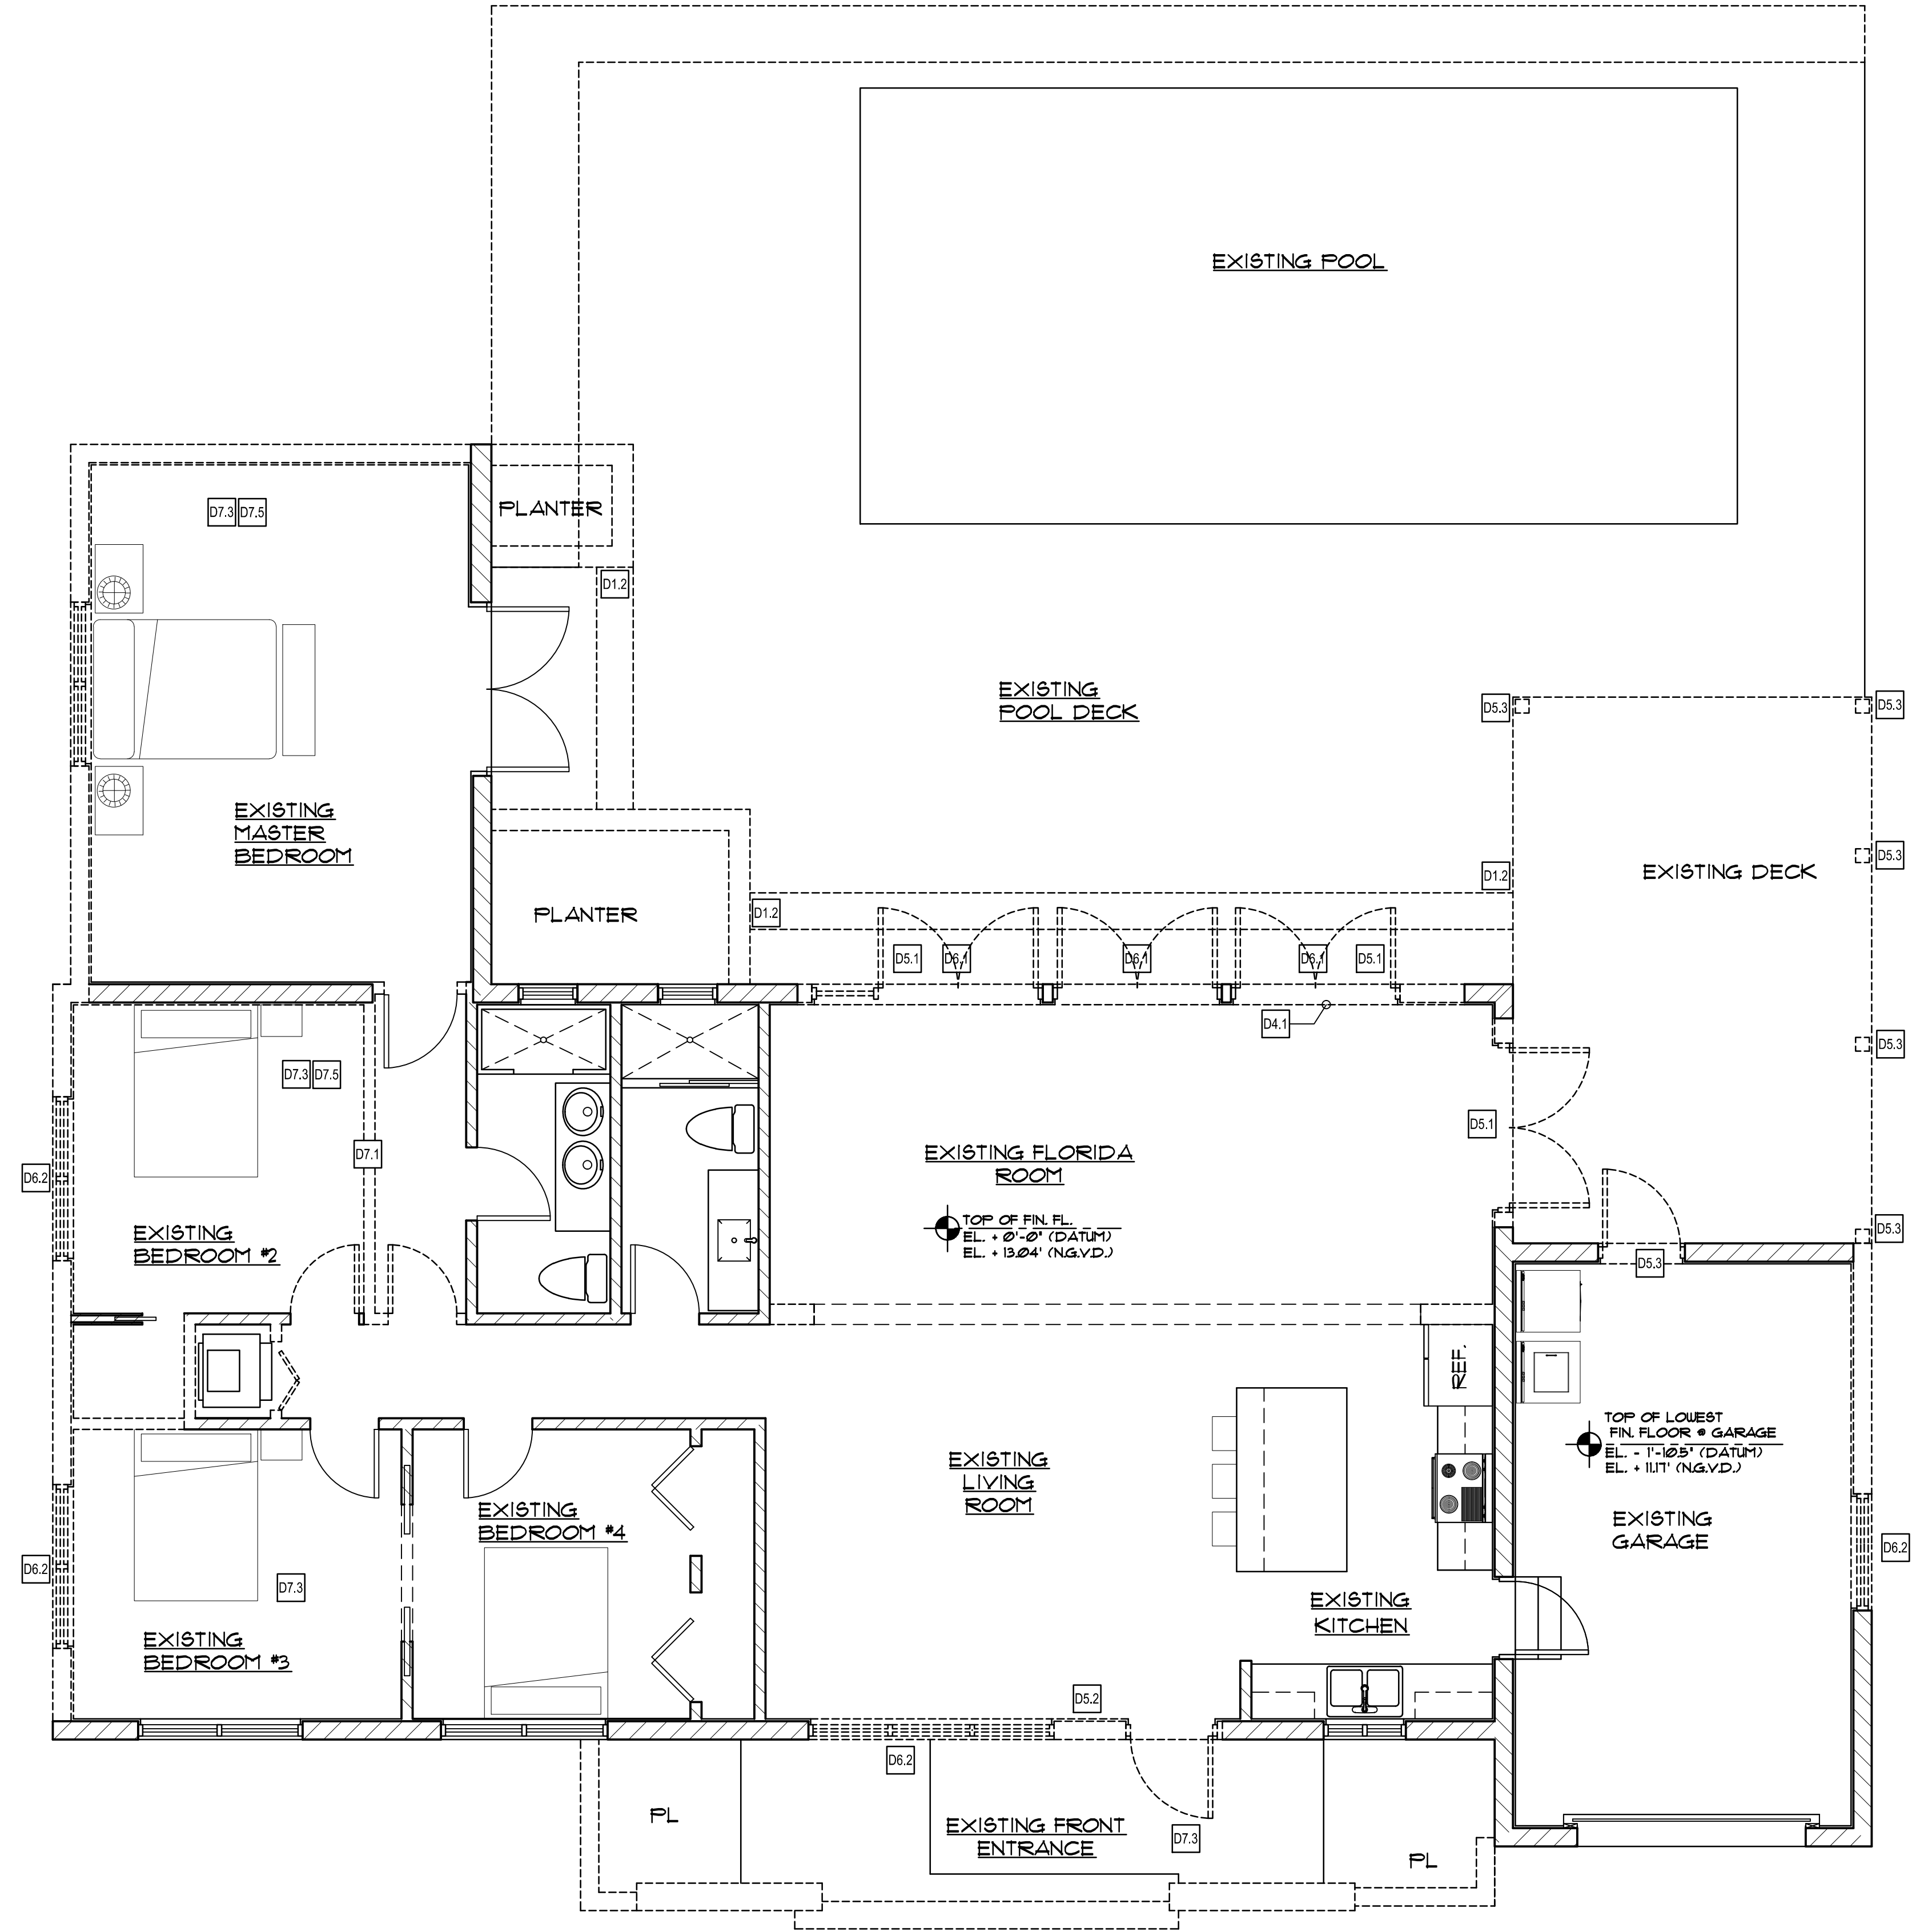 EXISTING POOL
D7.3 D7.5
PLANTER
D1.2
EXISTING
POOL DECK
D5.3
D5.3
EXISTING
MASTER
BEDROOM
D5.3
EXISTING DECK
D1.2
PLANTER
D1.2
D5.1
D6.1
D6.1
D6.1
D5.1
D4.1
D5.3
D7.3 D7.5
D5.1
D7.1
EXISTING FLORIDA
ROOM
D6.2
TOP OF FIN. FL.
EL. + 0'-0" (DATUM)
EL. + 13.04' (N.G.V.D.)
EXISTING
BEDROOM #2
D5.3
D5.3
REF.
TOP OF LOWEST
FIN. FLOOR @ GARAGE
EL. - 1'-10.5" (DATUM)
EL. + 11.17' (N.G.V.D.)
EXISTING
LIVING
ROOM
EXISTING
BEDROOM #4
EXISTING
GARAGE
D6.2
D6.2
D7.3
EXISTING
KITCHEN
EXISTING
BEDROOM #3
D5.2
D6.2
PL
EXISTING FRONT
ENTRANCE
D7.3
PL